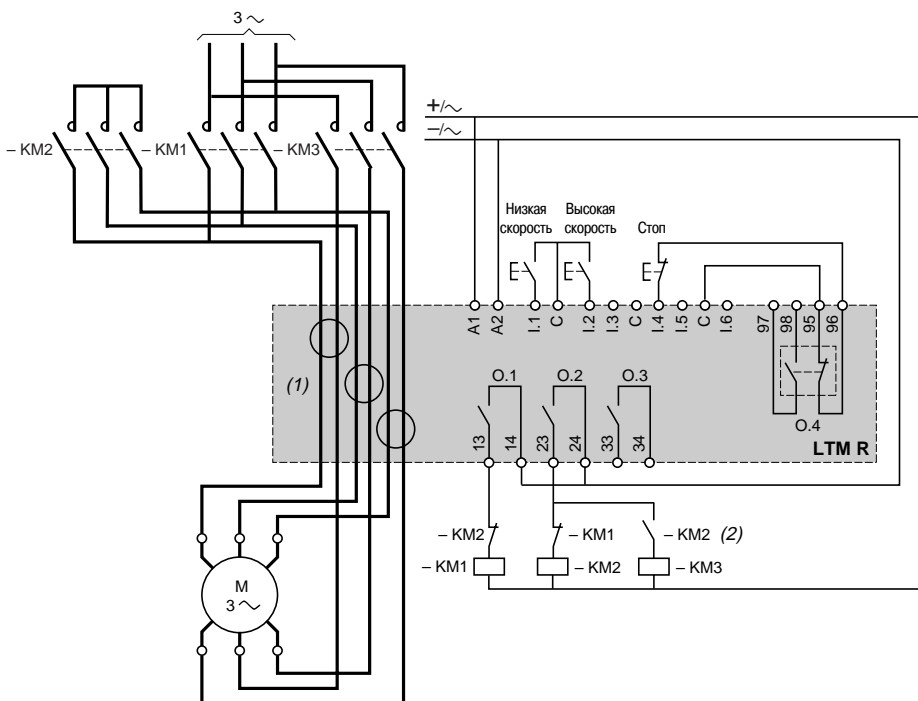 3 ∼
+/∼
−/∼
– KM2
– KM1
– KM3
Низкая скорость
Высокая скорость
Стоп
A1
A2
I.1
C
I.2
I.3
C
I.4
I.5
C
I.6
97
98
95
96
(1)
O.1
O.2
O.3
O.4
13
14
23
24
33
34
LTM R
– KM2
– KM1
– KM2 (2)
– KM1
– KM2
– KM3
M
3 ∼